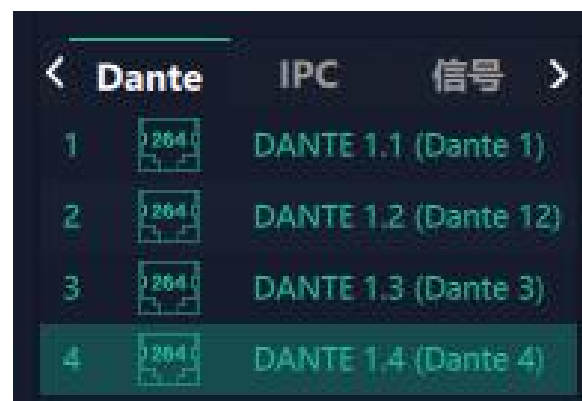 Dante IPC 信号
1 264 DANTE 1.1 (Dante 1)
2 264 DANTE 1.2 (Dante 12)
3 264 DANTE 1.3 (Dante 3)
4 264 DANTE 1.4 (Dante 4)